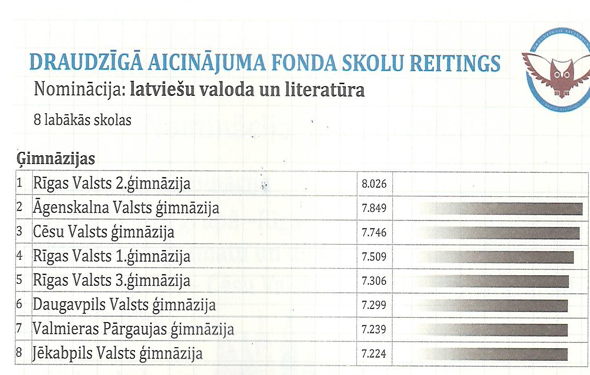 DRAUDZĪGĀ AICINĀJUMA FONDA SKOLU REITINGS
Nominācija: latviešu valoda un literatūra
8 labākās skolas
Ģimnāzijas
1 Rīgas Valsts 2.ģimnāzija 8.026
2 Āgenskalna Valsts ģimnāzija 7.849
3 Cēsu Valsts ģimnāzija 7.746
4 Rīgas Valsts 1.ģimnāzija 7.509
5 Rīgas Valsts 3.ģimnāzija 7.306
6 Daugavpils Valsts ģimnāzija 7.299
7 Valmieras Pārgaujas ģimnāzija 7.239
8 Jēkabpils Valsts ģimnāzija 7.224